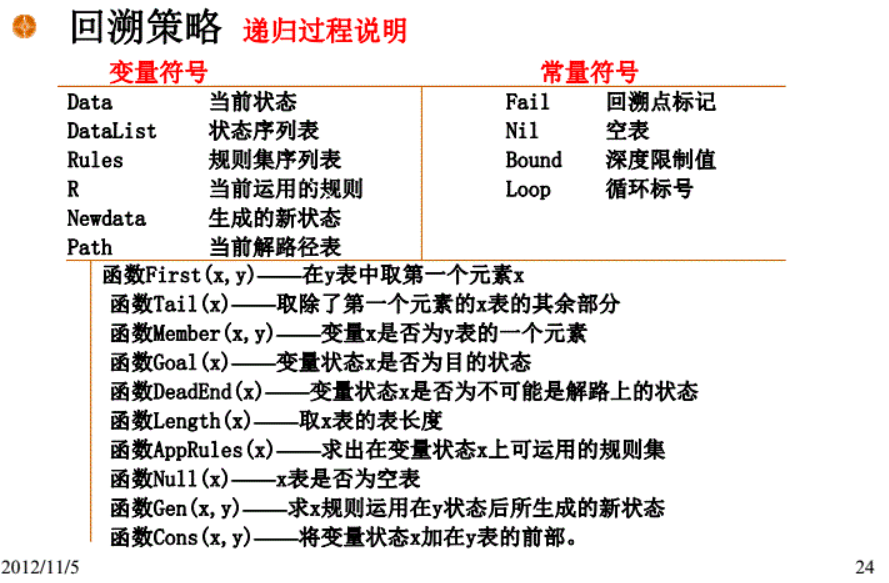 回溯策略 递归过程说明
变量符号 常量符号
Data 当前状态 Fail 回溯点标记
DataList 状态序列表 Nil 空表
Rules 规则集序列表 Bound 深度限制值
R 当前运用的规则 Loop 循环标号
Newdata 生成的新状态
Path 当前解路径表
函数First(x,y)——在y表中取第一个元素x
函数Tail(x)——取除了第一个元素的x表的其余部分
函数Member(x,y)——变量x是否为y表的一个元素
函数Goal(x)——变量状态x是否为目的状态
函数DeadEnd(x)——变量状态x是否为不可能是解路上的状态
函数Length(x)——取x表的表长度
函数AppRules(x)——求出在变量状态x上可运用的规则集
函数Null(x)——x表是否为空表
函数Gen(x,y)——求x规则运用在y状态后所生成的新状态
函数Cons(x,y)——将变量状态x加在y表的前部。
2012/11/5 24